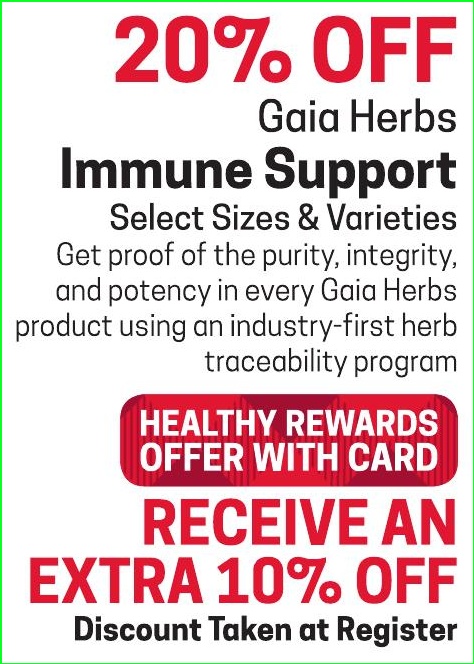 20% OFF
Gaia Herbs
Immune Support
Select Sizes & Varieties
Get proof of the purity, integrity,
and potency in every Gaia Herbs
product using an industry-first herb
traceability program
HEALTHY REWARDS
OFFER WITH CARD
RECEIVE AN
EXTRA 10% OFF
Discount Taken at Register